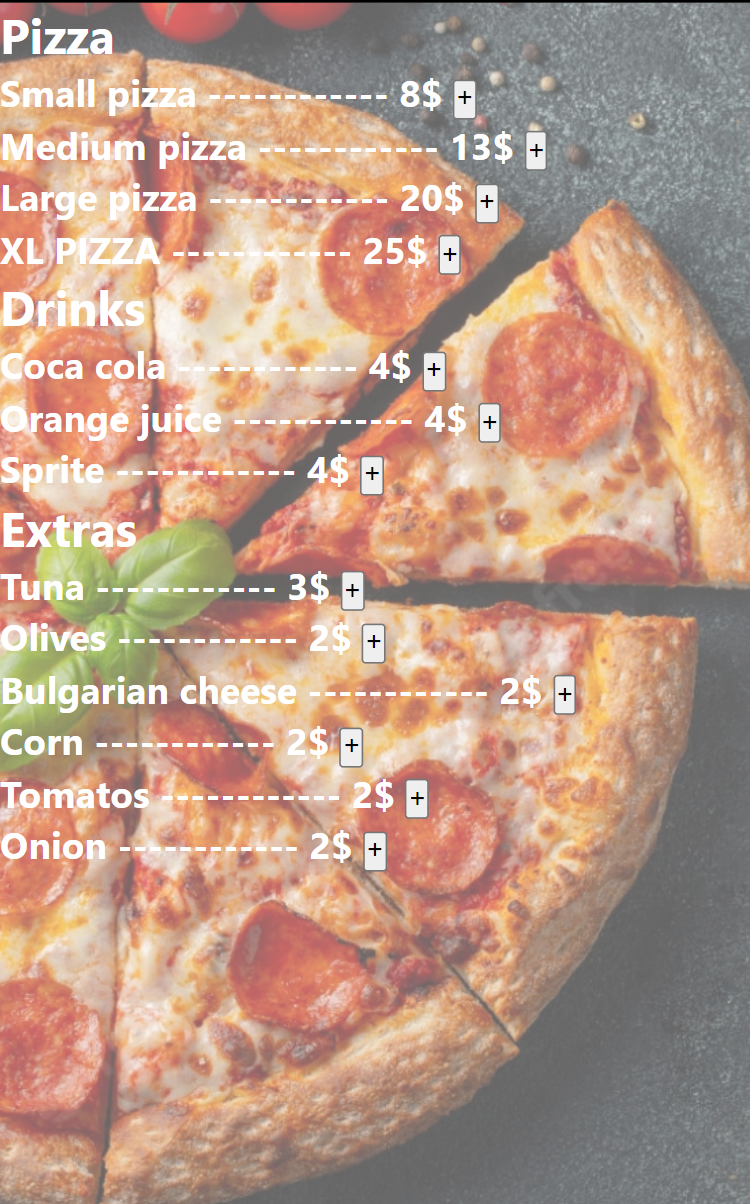 Pizza
Small pizza ------------ 8$ +
Medium pizza ------------ 13$ +
Large pizza ------------ 20$ +
XL PIZZA ------------ 25$ +
Drinks
Coca cola ------------ 4$ +
Orange juice ------------ 4$ +
Sprite ------------ 4$ +
Extras
Tuna ------------ 3$ +
Olives ------------ 2$ +
Bulgarian cheese ------------ 2$ +
Corn ------------ 2$ +
Tomatos ------------ 2$ +
Onion ------------ 2$ +